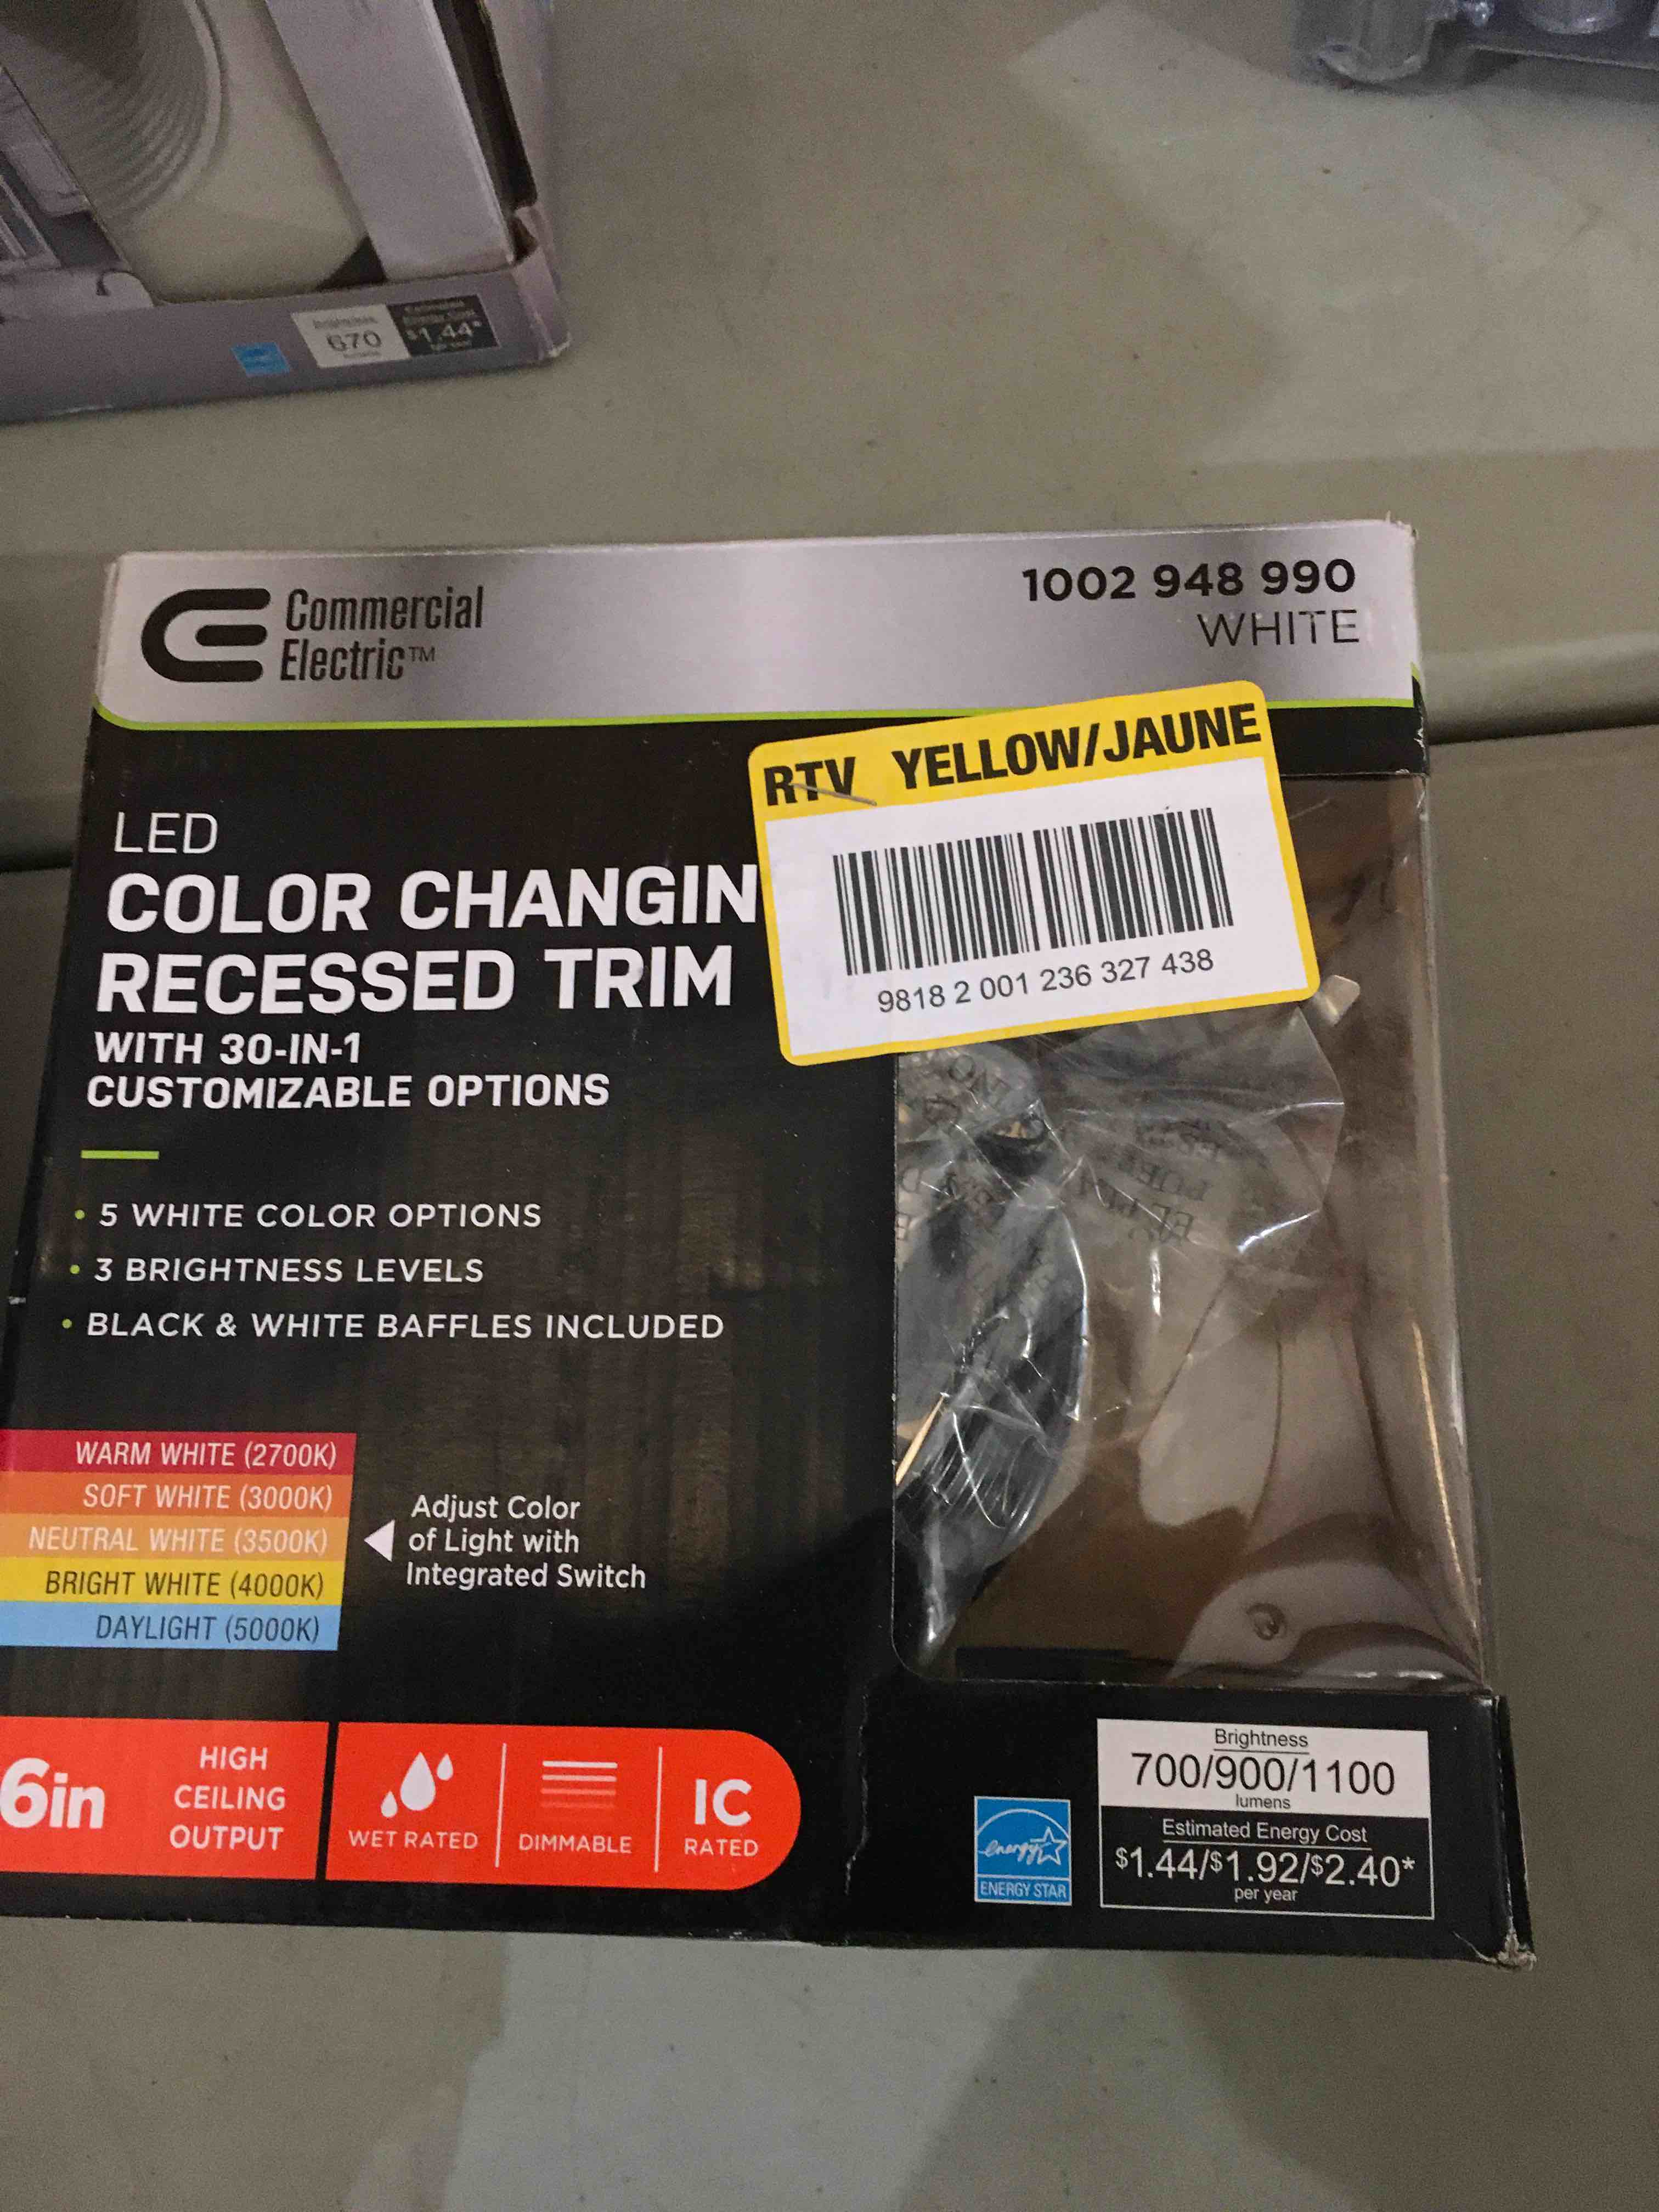 670
$1.44*
Commercial
Electric™
1002 948 990
WHITE
RTV YELLOW/JAUNE
9818 2 001 236 327 438
LED
COLOR CHANGIN
RECESSED TRIM
WITH 30-IN-1
CUSTOMIZABLE OPTIONS
• 5 WHITE COLOR OPTIONS
• 3 BRIGHTNESS LEVELS
• BLACK & WHITE BAFFLES INCLUDED
WARM WHITE (2700K)
SOFT WHITE (3000K)
NEUTRAL WHITE (3500K)
BRIGHT WHITE (4000K)
DAYLIGHT (5000K)
Adjust Color
of Light with
Integrated Switch
6in
HIGH
CEILING
OUTPUT
WET RATED
DIMMABLE
IC
RATED
energy
ENERGY STAR
Brightness
700/900/1100
lumens
Estimated Energy Cost
$1.44/$1.92/$2.40*
per year